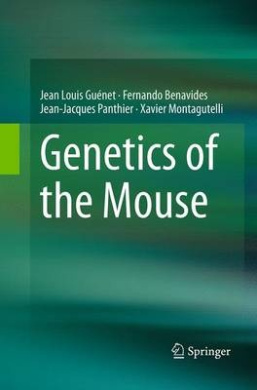 Jean Louis Guénet · Fernando Benavides
Jean-Jacques Panthier · Xavier Montagutelli
Genetics of
the Mouse
Springer